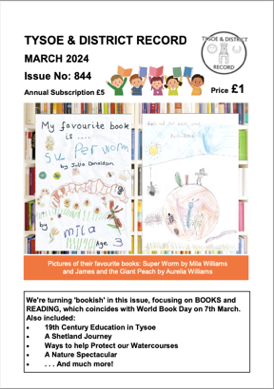 TYSOE & DISTRICT RECORD
MARCH 2024
Issue No: 844
Annual Subscription £5
TYSOE & DISTRICT
RECORD
Price £1
My favourite book
is ....
Su Per worm
by Julia Donaldson
by mila
Age 3
Pictures of their favourite books: Super Worm by Mila Williams
and James and the Giant Peach by Aurelia Williams
We're turning 'bookish' in this issue, focusing on BOOKS and
READING, which coincides with World Book Day on 7th March.
Also included:
• 19th Century Education in Tysoe
• A Shetland Journey
• Ways to help Protect our Watercourses
• A Nature Spectacular
• . . . And much more!